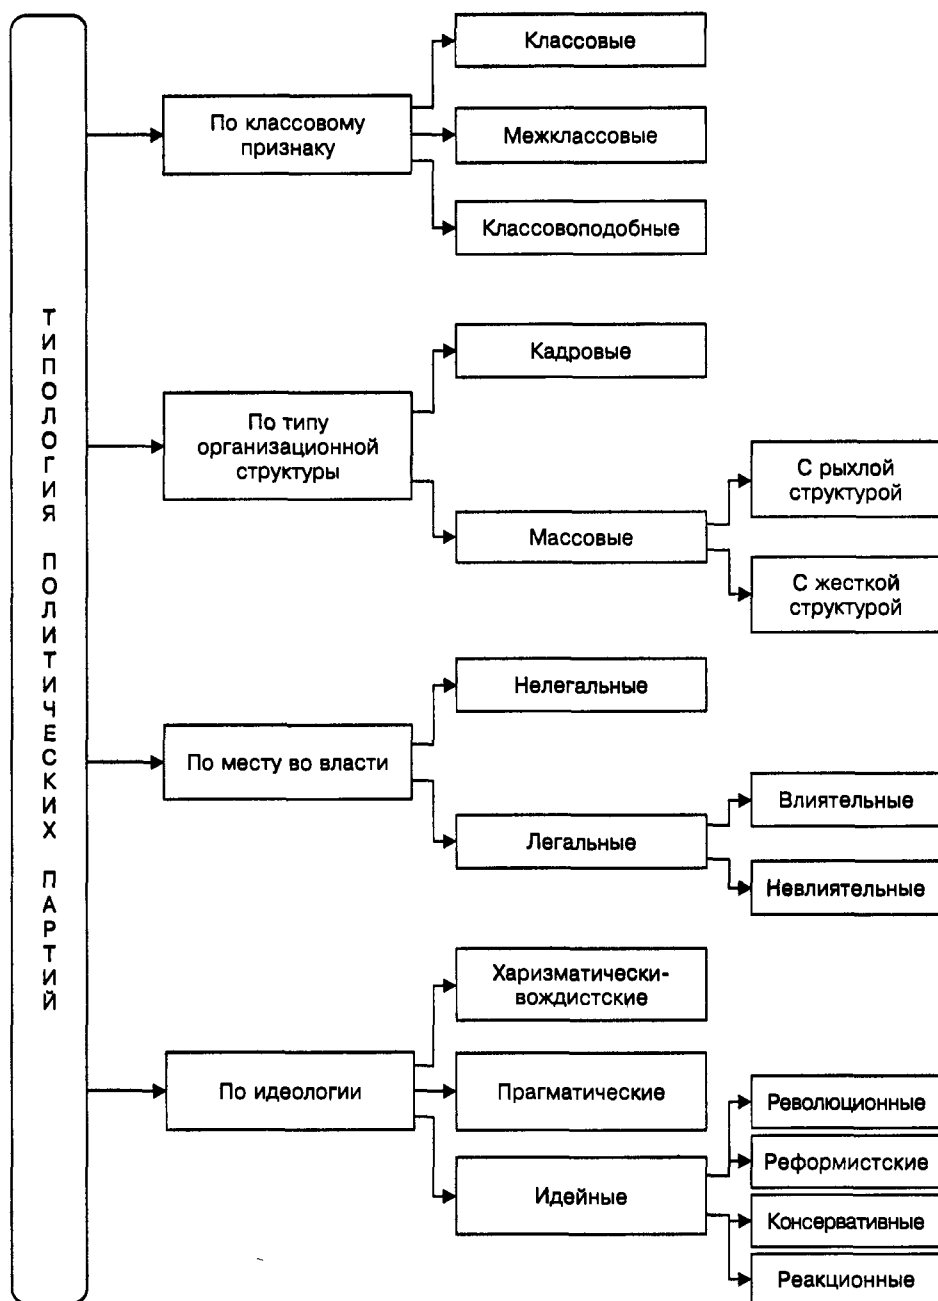 ТИПОЛОГИЯ ПОЛИТИЧЕСКИХ ПАРТИЙ
По классовому
признаку
Классовые
Межклассовые
Классовоподобные
По типу
организационной
структуры
Кадровые
Массовые
С рыхлой
структурой
С жесткой
структурой
По месту во власти
Нелегальные
Легальные
Влиятельные
Невлиятельные
По идеологии
Харизматически-
вождистские
Прагматические
Идейные
Революционные
Реформистские
Консервативные
Реакционные